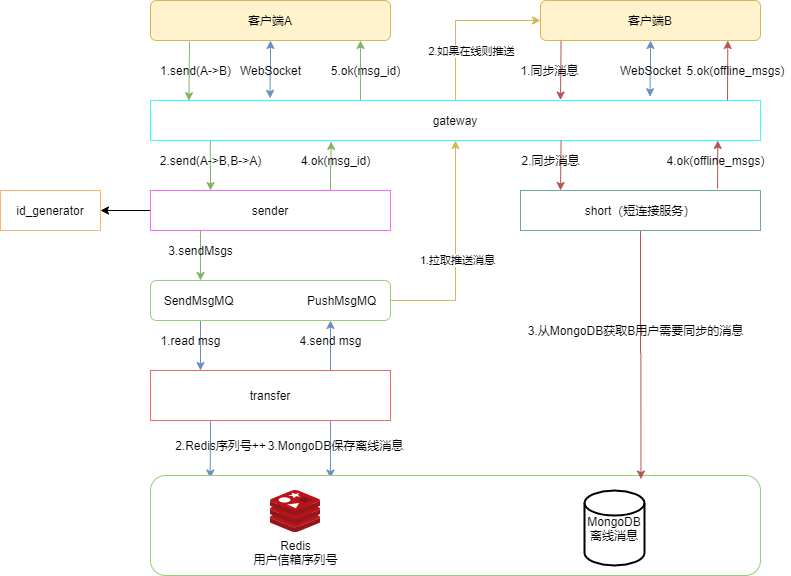 客户端A
客户端B
2.如果在线则推送
1.send(A->B)
WebSocket
5.ok(msg_id)
1.同步消息
WebSocket
5.ok(offline_msgs)
gateway
2.send(A->B,B->A)
4.ok(msg_id)
2.同步消息
4.ok(offline_msgs)
id_generator
sender
short（短连接服务）
3.sendMsgs
1.拉取推送消息
SendMsgMQ
PushMsgMQ
3.从MongoDB获取B用户需要同步的消息
1.read msg
4.send msg
transfer
2.Redis序列号++
3.MongoDB保存离线消息
MongoDB
离线消息
Redis
用户信箱序列号